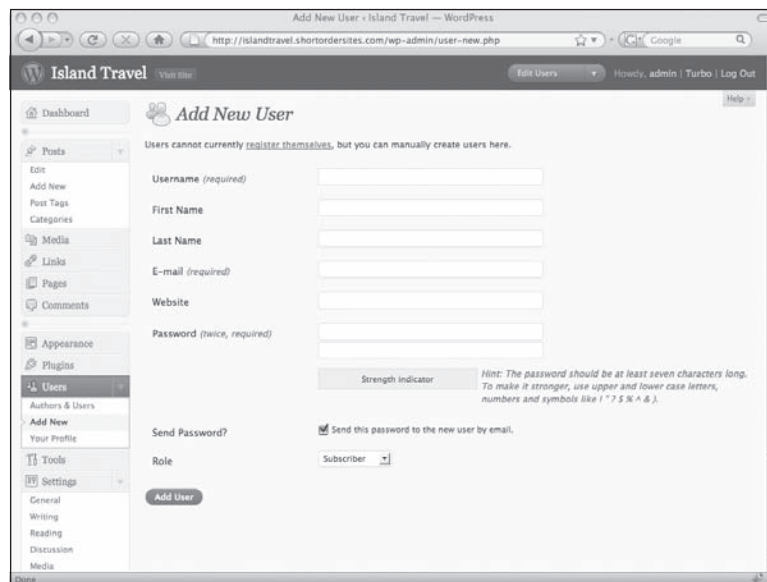 Add New User ‹ Island Travel — WordPress
http://islandtravel.shortordersites.com/wp-admin/user-new.php
Google
Island Travel
Visit Site
Edit Users
Howdy, admin | Turbo | Log Out
Help
Dashboard
Posts
Edit
Add New
Post Tags
Categories
Media
Links
Pages
Comments
Appearance
Plugins
Users
Authors & Users
Add New
Your Profile
Tools
Settings
General
Writing
Reading
Discussion
Media
Add New User
Users cannot currently register themselves, but you can manually create users here.
Username (required)
First Name
Last Name
E-mail (required)
Website
Password (twice, required)
Strength indicator
Hint: The password should be at least seven characters long.
To make it stronger, use upper and lower case letters,
numbers and symbols like ! " ? $ % ^ & ).
Send Password?
Send this password to the new user by email.
Role
Subscriber
Add User
Done